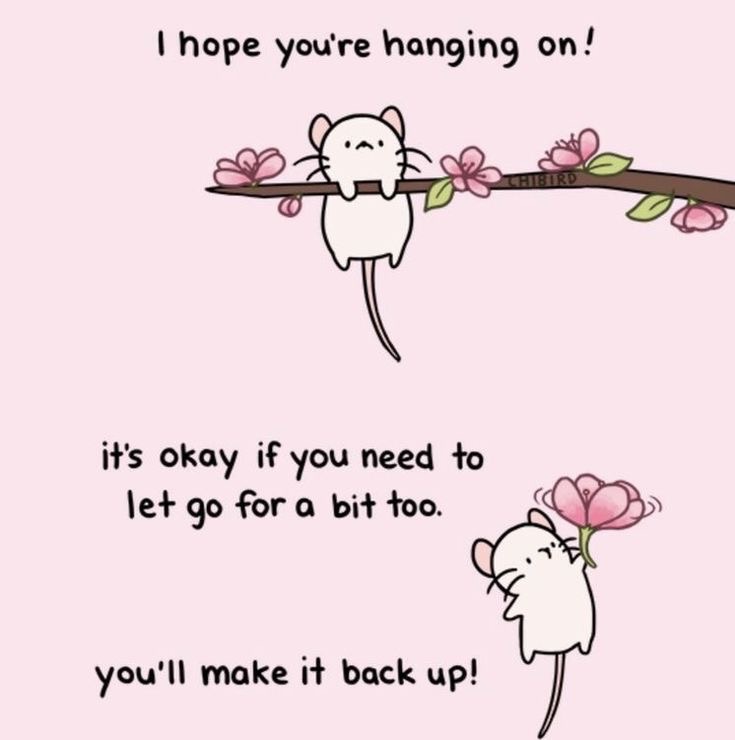 I hope you're hanging on!
CHIBIRD
it's okay if you need to
let go for a bit too.
you'll make it back up!